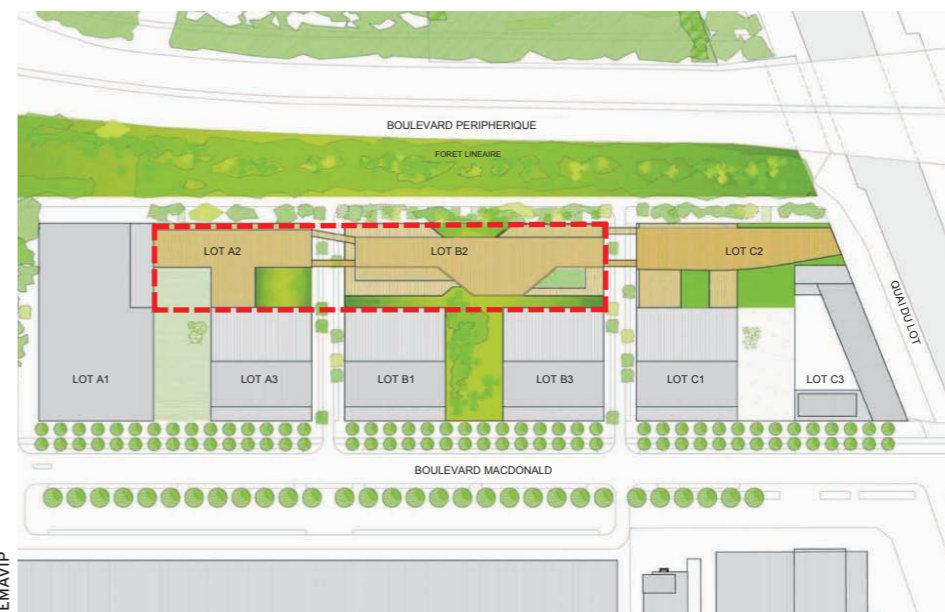 BOULEVARD PERIPHERIQUE
FORET LINEAIRE
LOT A2
LOT B2
LOT C2
QUAI DU LOT
LOT A1
LOT A3
LOT B1
LOT B3
LOT C1
LOT C3
BOULEVARD MACDONALD
EMAVIP